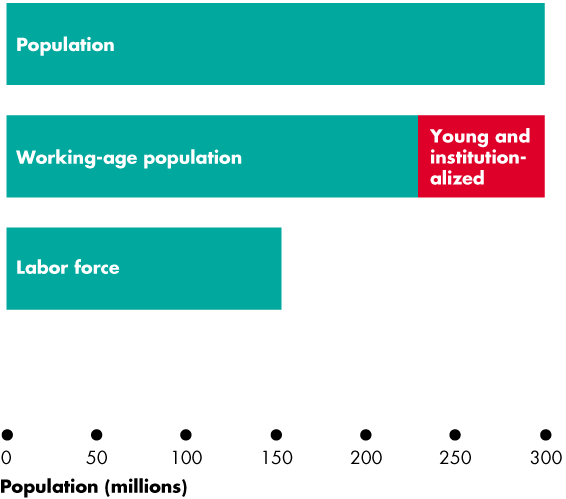 Population
Working-age population
Young and
institution-
alized
Labor force
0 50 100 150 200 250 300
Population (millions)